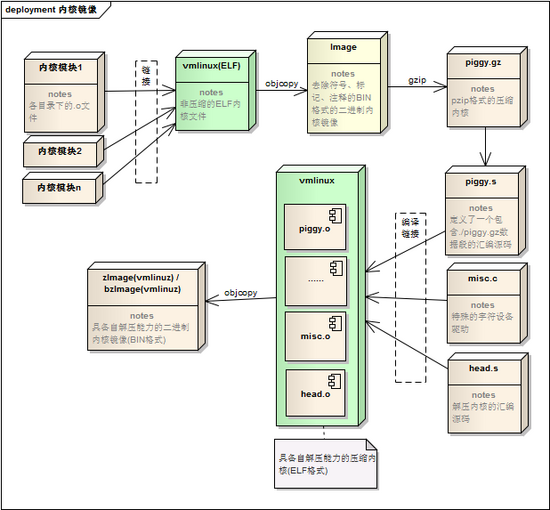 deployment 内核镜像
内核模块1
notes
各目录下的.o文
件
内核模块2
内核模块n
链
接
vmlinux(ELF)
notes
非压缩的ELF内
核文件
objcopy
Image
notes
去除符号、标
记、注释的BIN
格式的二进制内
核镜像
gzip
piggy.gz
notes
pzip格式的压缩
内核
piggy.s
notes
定义了一个包
含./piggy.gz数
据段的汇编源码
编译
链接
vmlinux
piggy.o
......
misc.o
head.o
misc.c
notes
特殊的字符设备
驱动
head.s
notes
解压内核的汇编
源码
objcopy
zImage(vmlinuz) /
bzImage(vmlinuz)
notes
具备自解压能力的二进制
内核镜像(BIN格式)
具备自解压能力的压缩内
核(ELF格式)